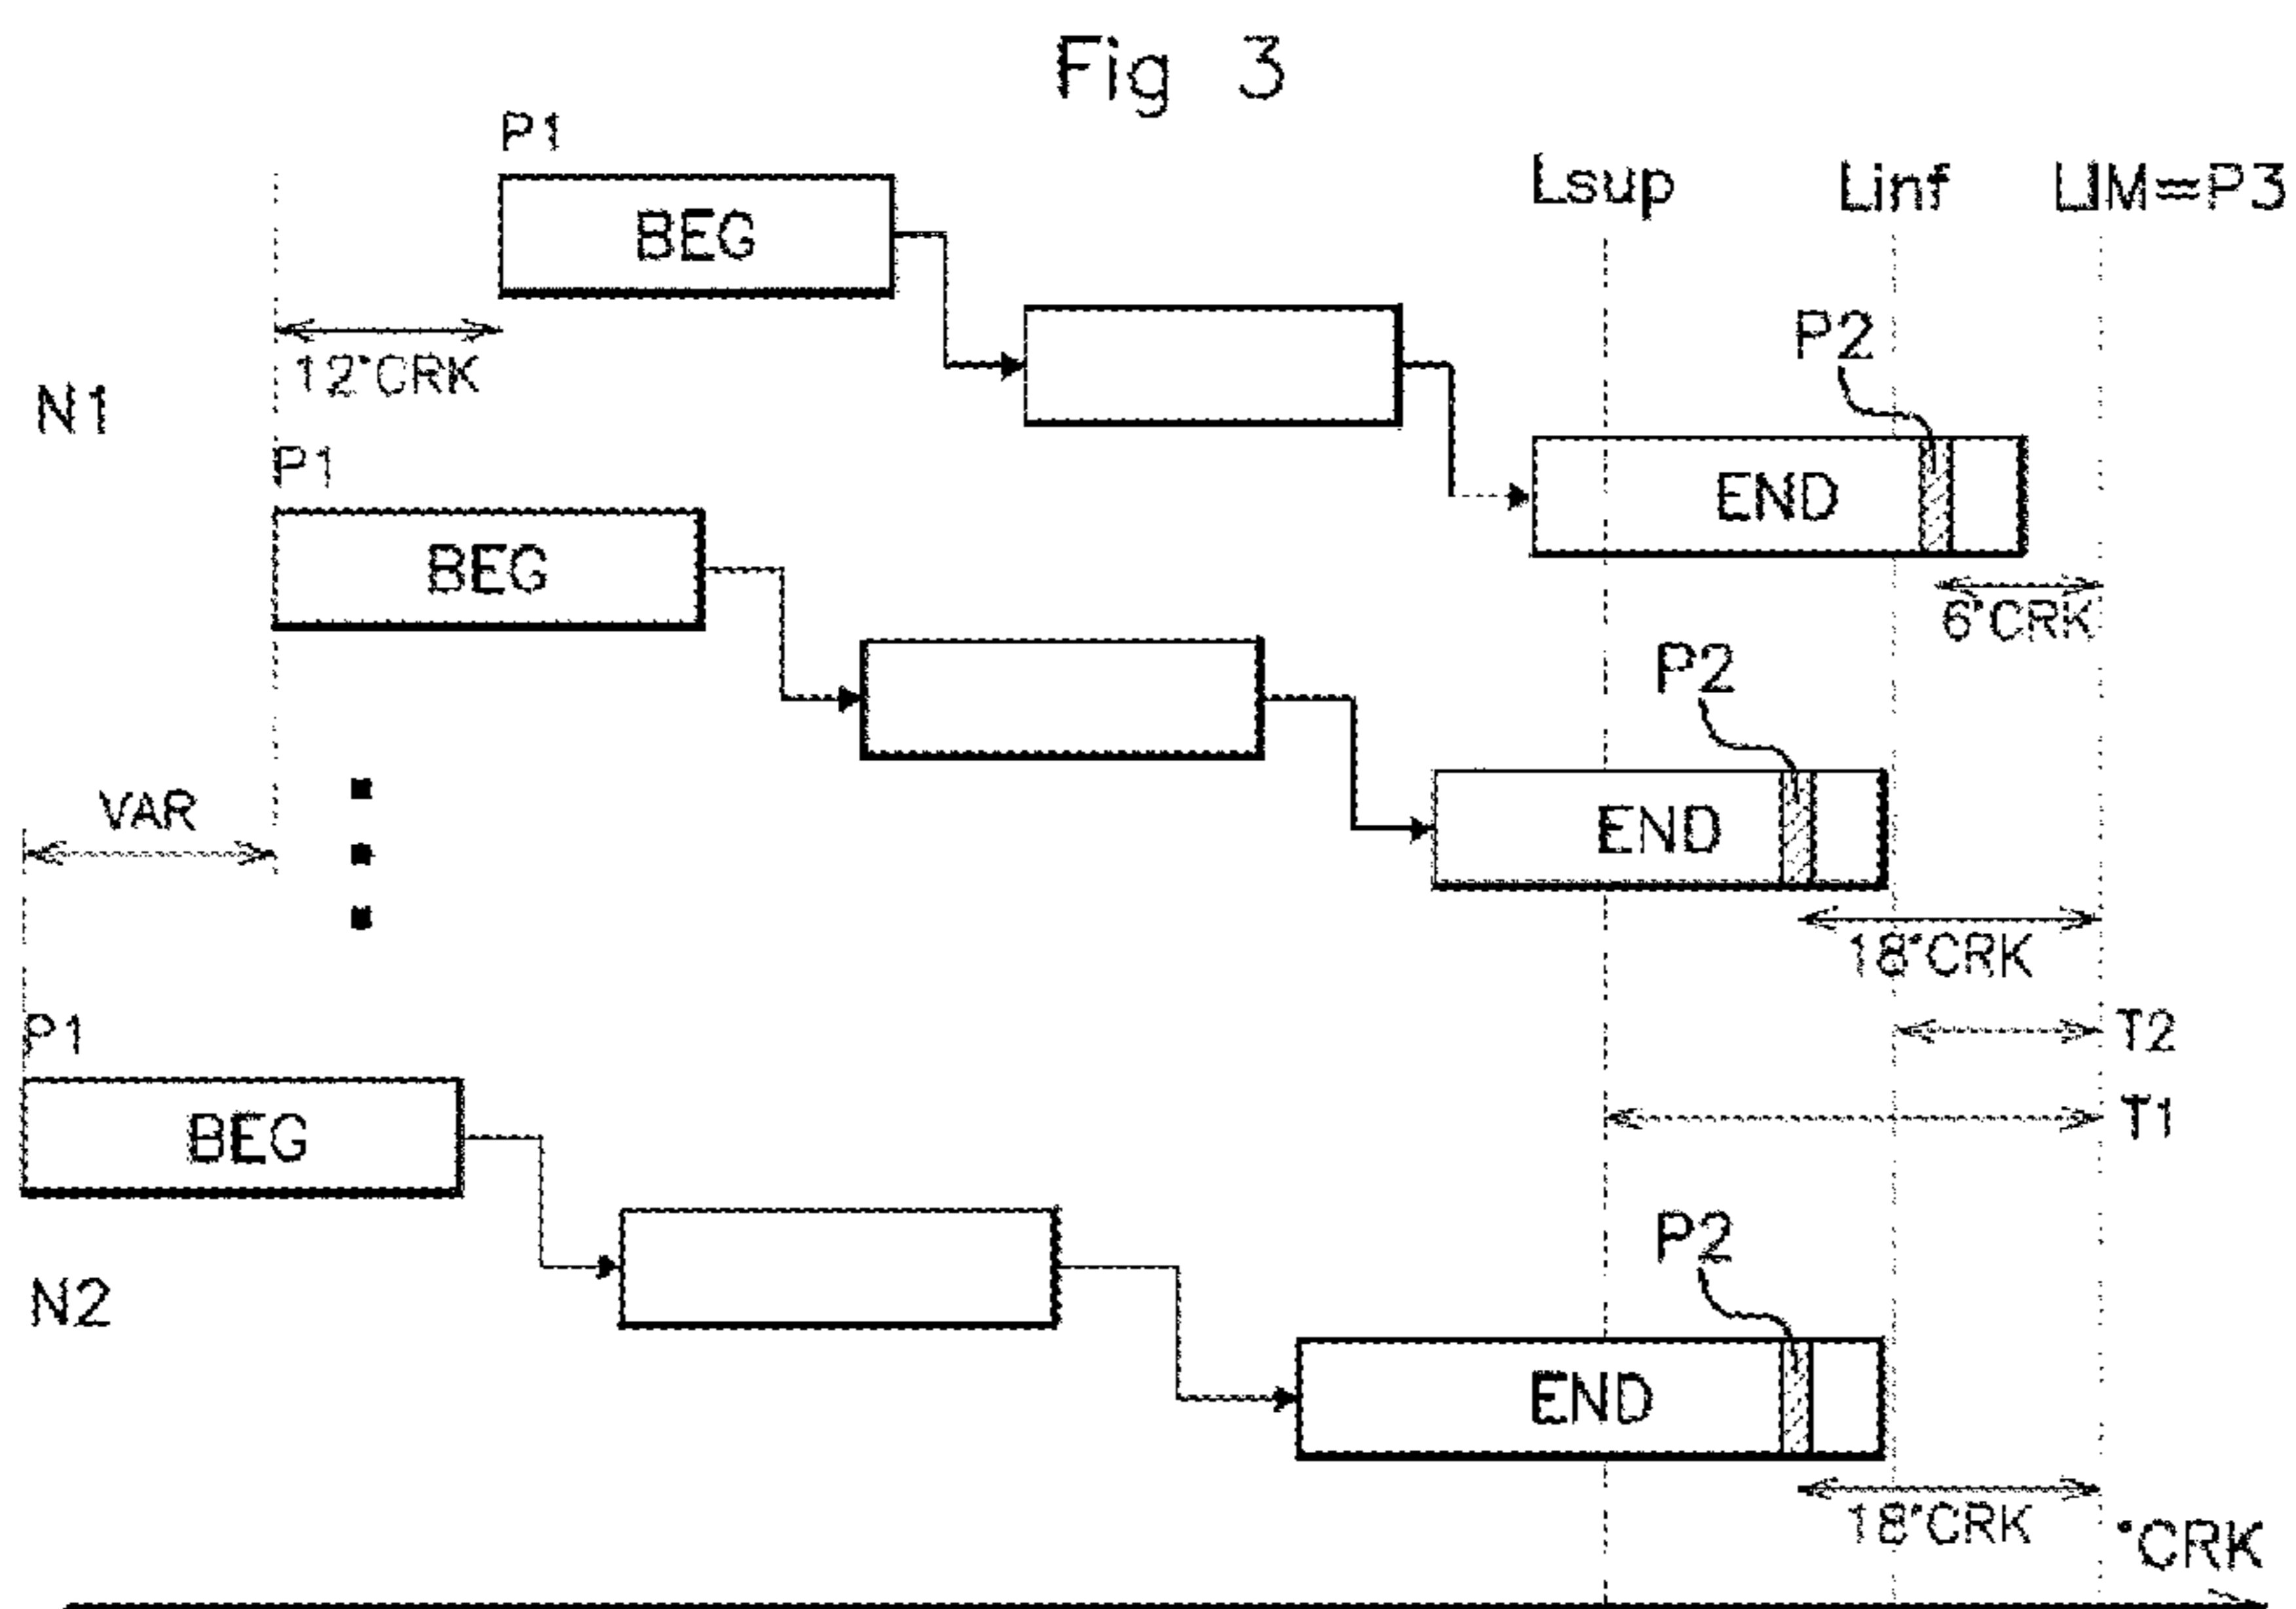 Fig 3
P1
Lsup
Linf
LIM=P3
BEG
P2
12°CRK
N1
P1
END
BEG
6°CRK
P2
VAR
END
18°CRK
P1
T2
T1
BEG
P2
N2
END
18°CRK
°CRK